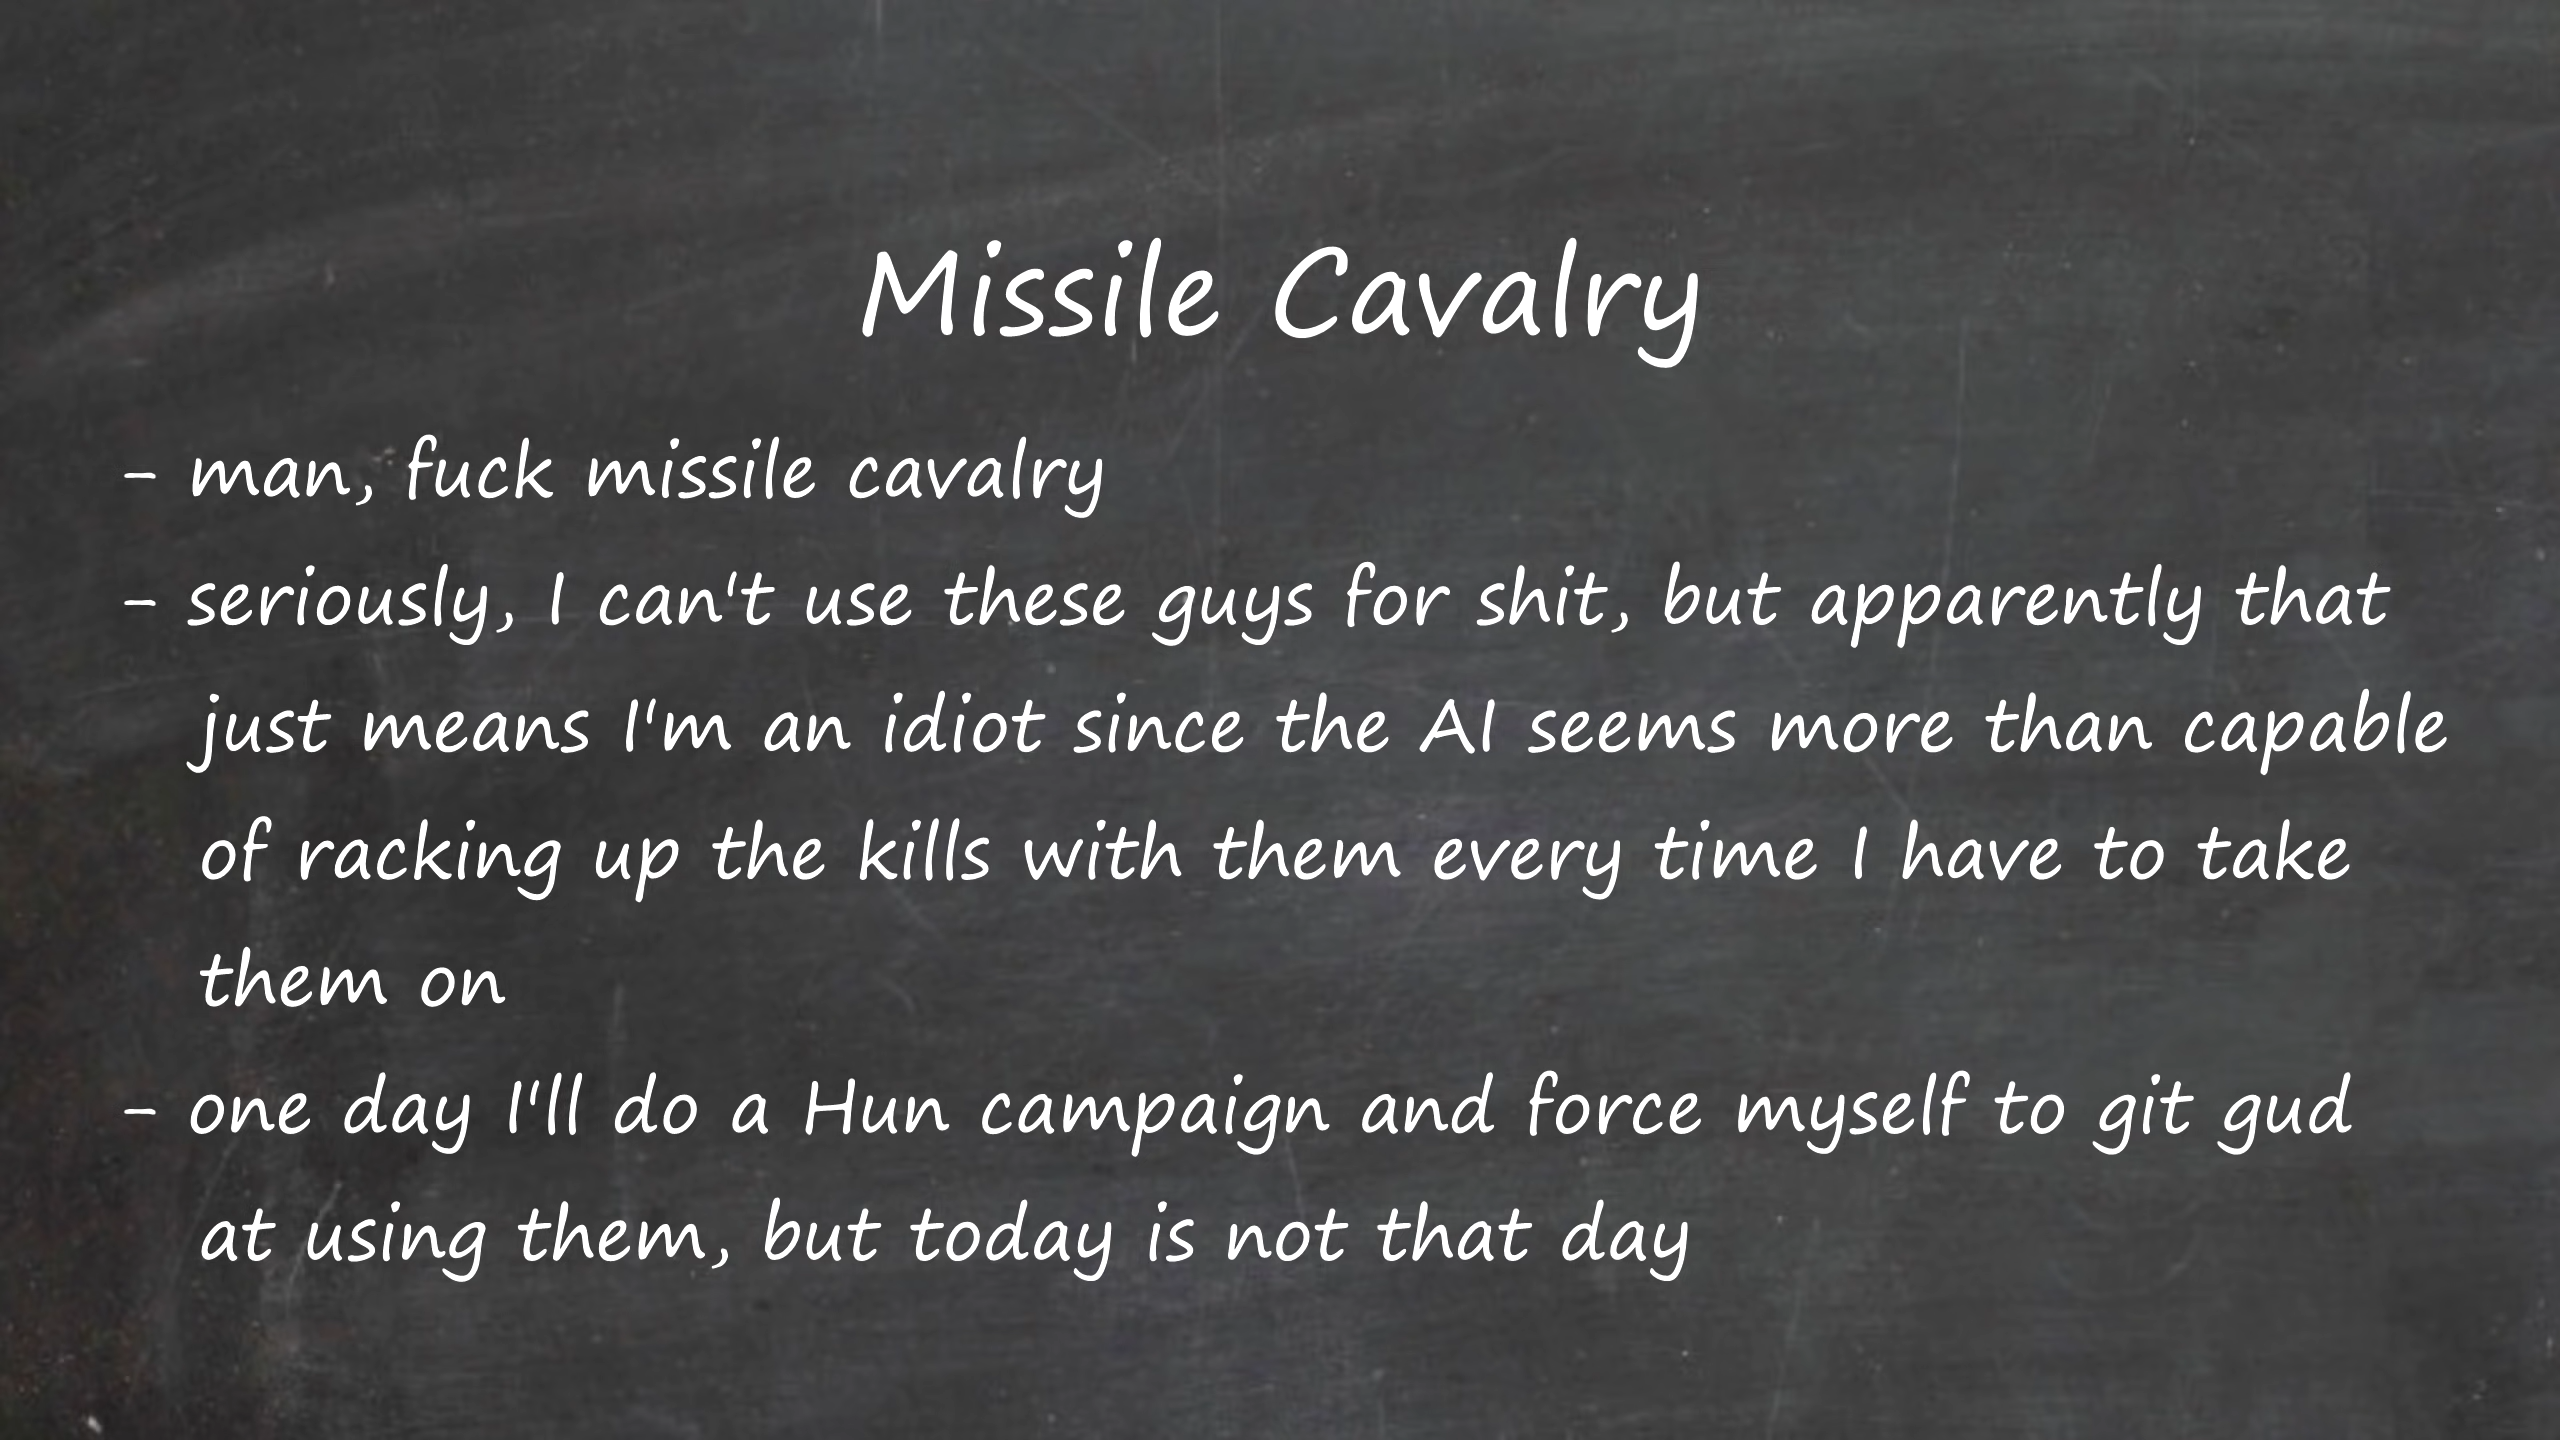 Missile Cavalry
- man, fuck missile cavalry
- seriously, I can't use these guys for shit, but apparently that
just means I'm an idiot since the AI seems more than capable
of racking up the kills with them every time I have to take
them on
- one day I'll do a Hun campaign and force myself to git gud
at using them, but today is not that day